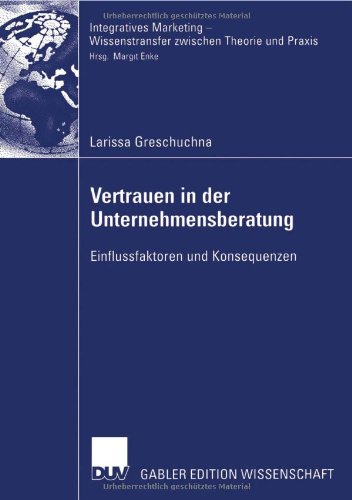 Urheberrechtlich geschütztes Material
Integratives Marketing –
Wissenstransfer zwischen Theorie und Praxis
Hrsg. Margit Enke
Larissa Greschuchna
Vertrauen in der
Unternehmensberatung
Einflussfaktoren und Konsequenzen
DUV
GABLER EDITION WISSENSCHAFT
Urheberrechtlich geschütztes Material